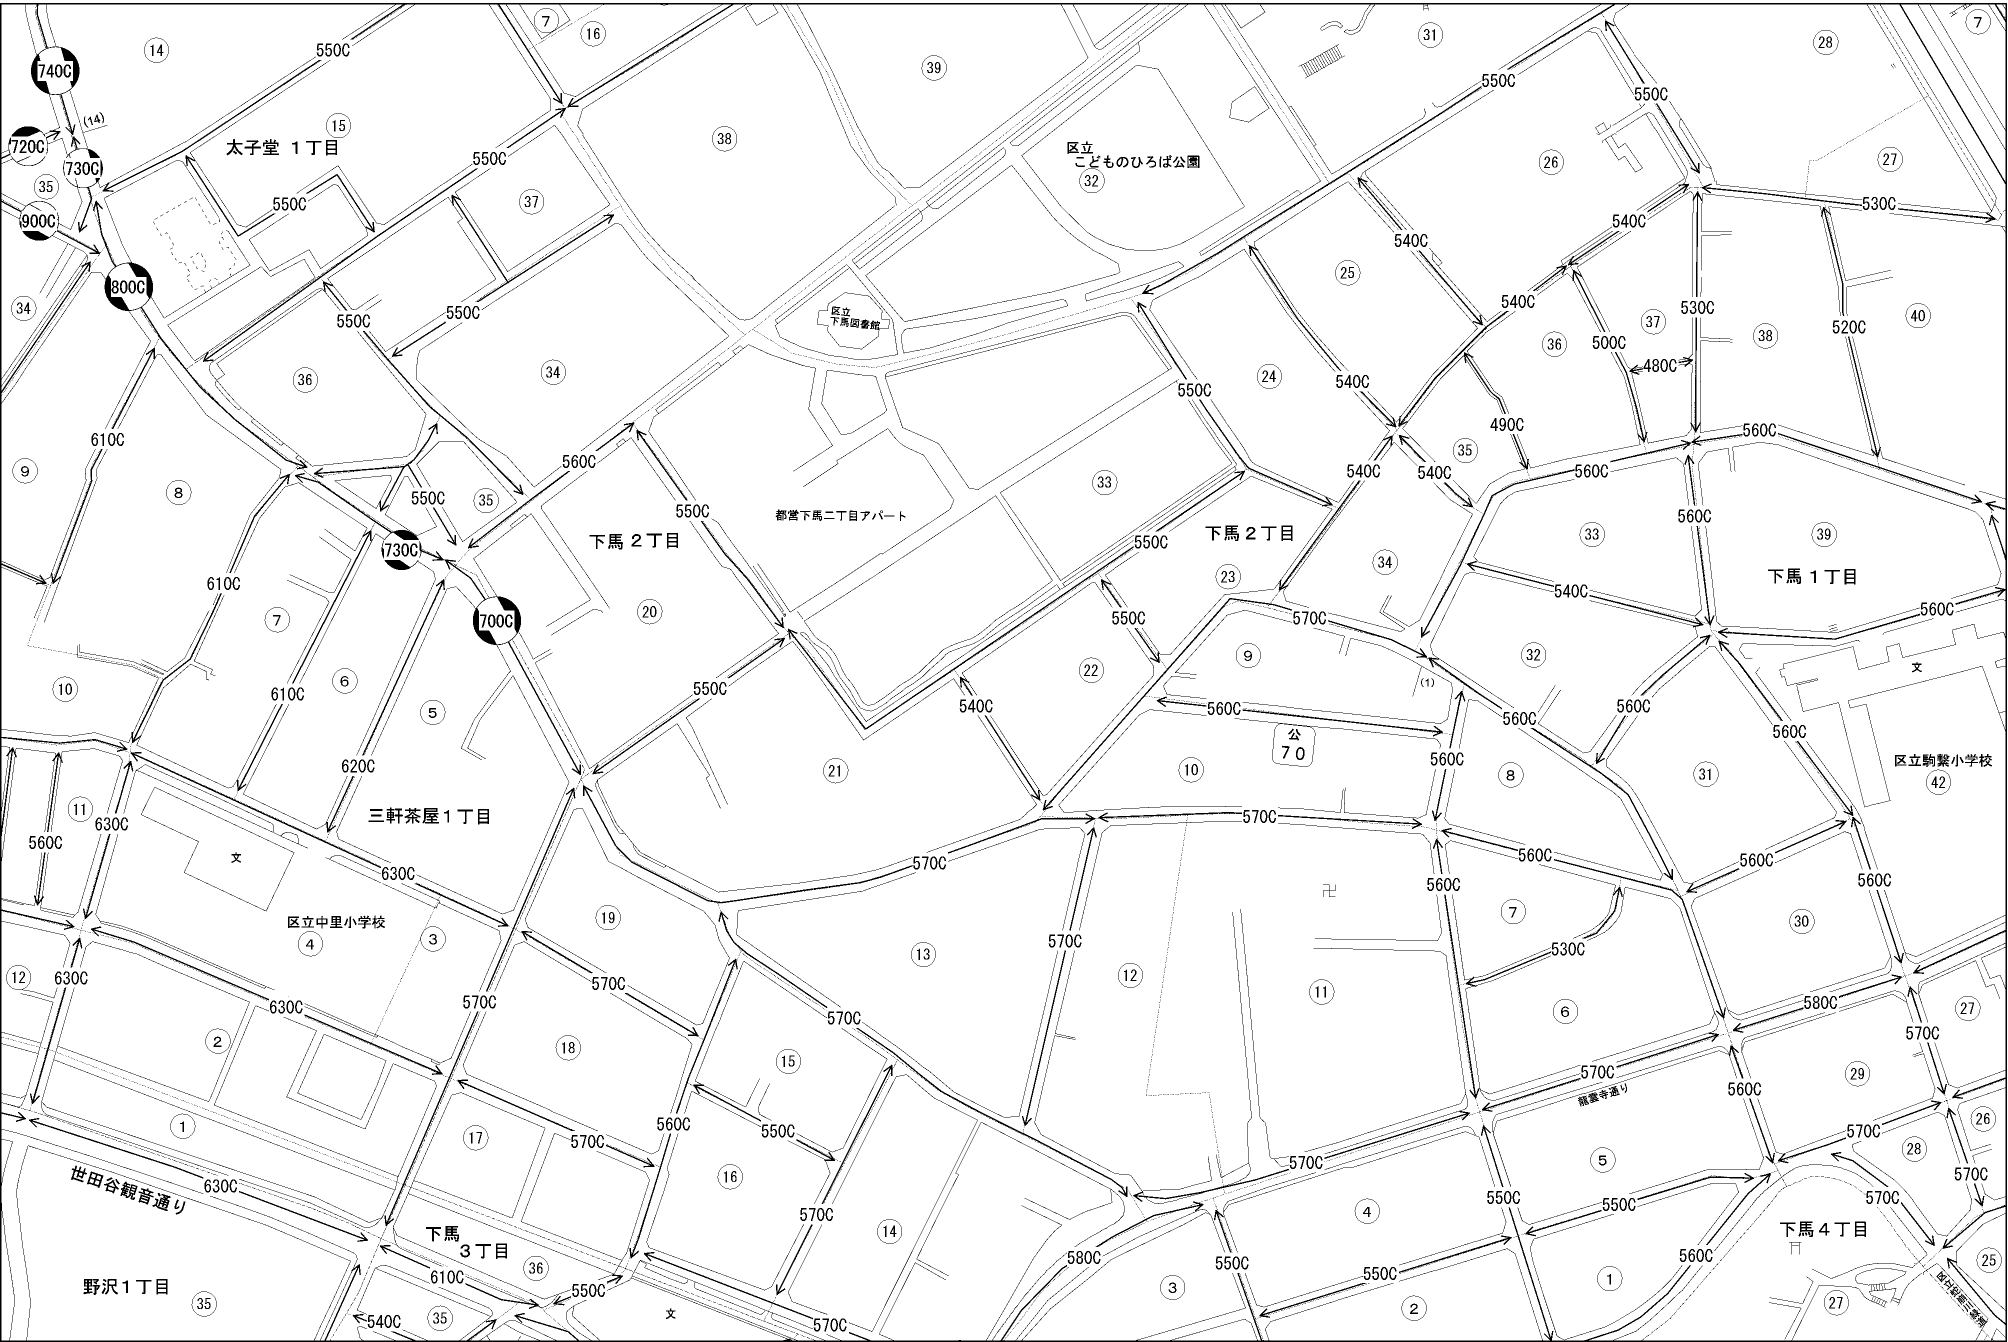 ⑦
⑯
14
550C
740C
39
31
28
7
(14)
15
太子堂 1丁目
38
550C
550C
720C
730C
550C
区立
こどものひろば公園
32
26
27
35
550C
37
900C
530C
540C
540C
34
800C
550C
550C
25
540C
37
530C
520C
40
区立
下馬図書館
36
38
500C
36
34
24
540C
480C
550C
490C
610C
560C
9
8
560C
35
560C
540C
540C
550C
35
33
550C
都営下馬二丁目アパート
560C
下馬2丁目
下馬2丁目
33
39
730C
550C
34
下馬1丁目
610C
23
540C
7
20
550C
570C
560C
700C
9
32
文
10
6
22
(1)
610C
550C
5
540C
560C
560C
560C
560C
公
70
区立駒繋小学校
42
620C
21
10
560C
8
31
11
630C
三軒茶屋1丁目
570C
560C
文
630C
570C
560C
560C
560C
560C
卍
区立中里小学校
4
3
19
7
30
13
570C
530C
12
630C
12
570C
11
630C
570C
580C
27
570C
6
570C
2
18
15
570C
29
龍雲寺通り
560C
1
17
560C
550C
570C
26
570C
28
570C
16
5
570C
世田谷観音通り
630C
570C
550C
550C
570C
下馬
3丁目
14
4
下馬4丁目
580C
560C
550C
25
野沢1丁目
610C
36
550C
550C
1
35
35
540C
文
570C
3
2
27